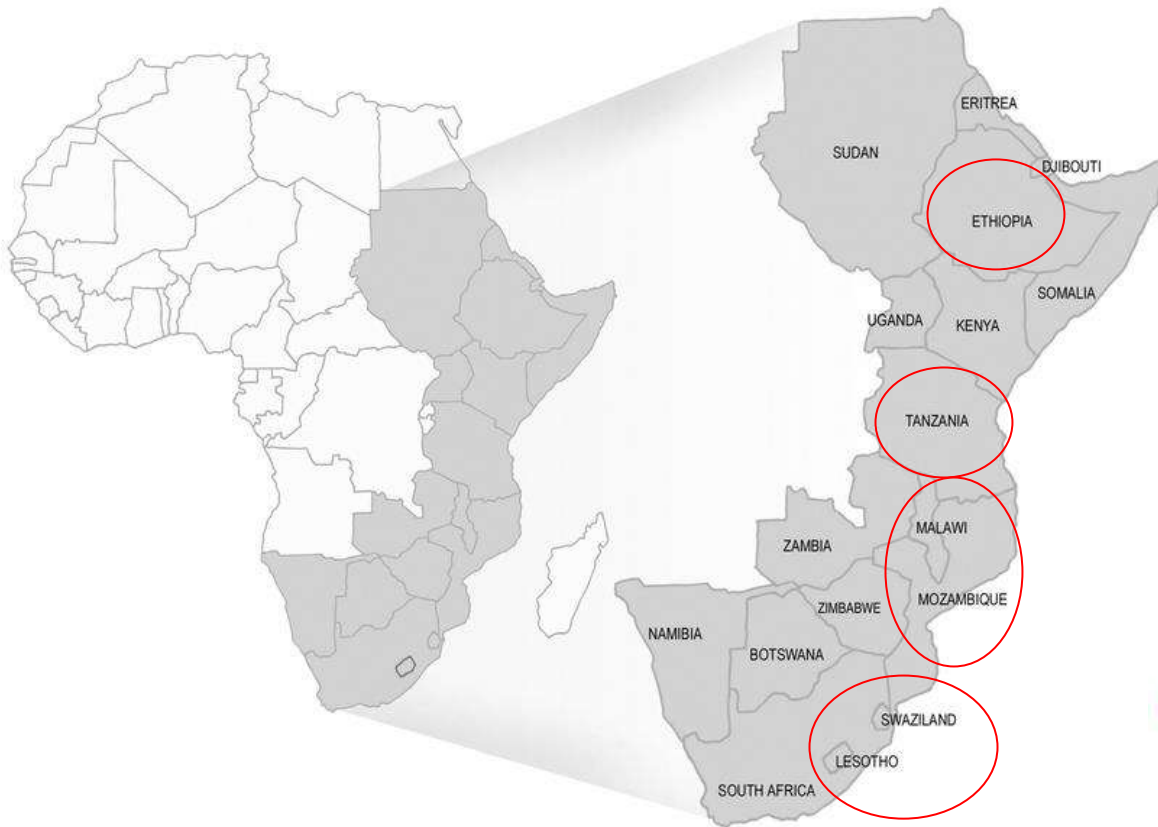 ERITREA
SUDAN
DJIBOUTI
ETHIOPIA
SOMALIA
UGANDA
KENYA
TANZANIA
MALAWI
ZAMBIA
MOZAMBIQUE
ZIMBABWE
NAMIBIA
BOTSWANA
SWAZILAND
LESOTHO
SOUTH AFRICA